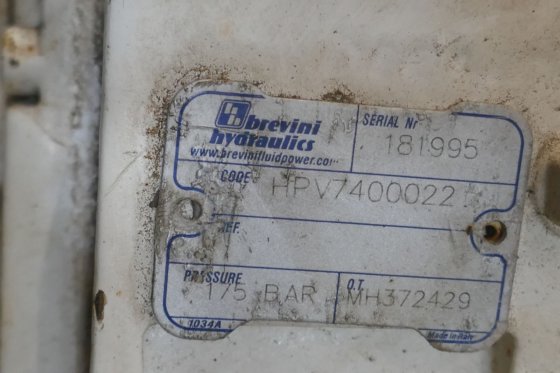 brevini
hydraulics
www.brevinifluidpower.com
SERIAL Nr
181995
CODE
HPV7400022
REF.
PRESSURE
175 BAR
O.T.
MH372429
1034A
Made in Italy